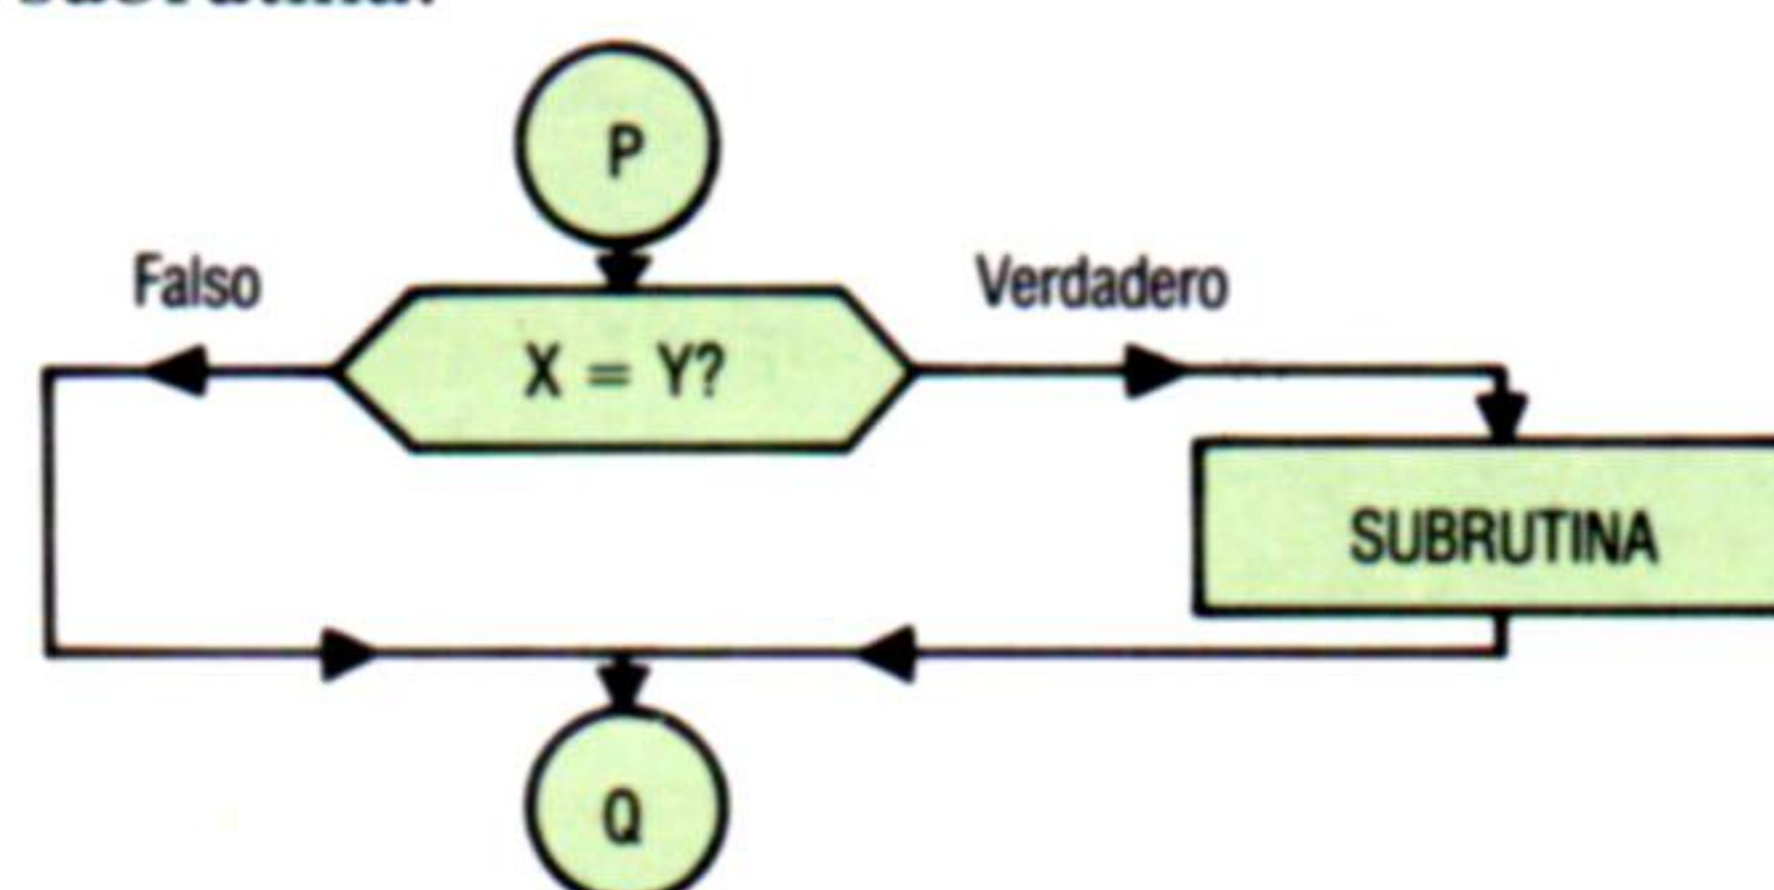 P
Falso
Verdadero
X = Y?
SUBRUTINA
Q